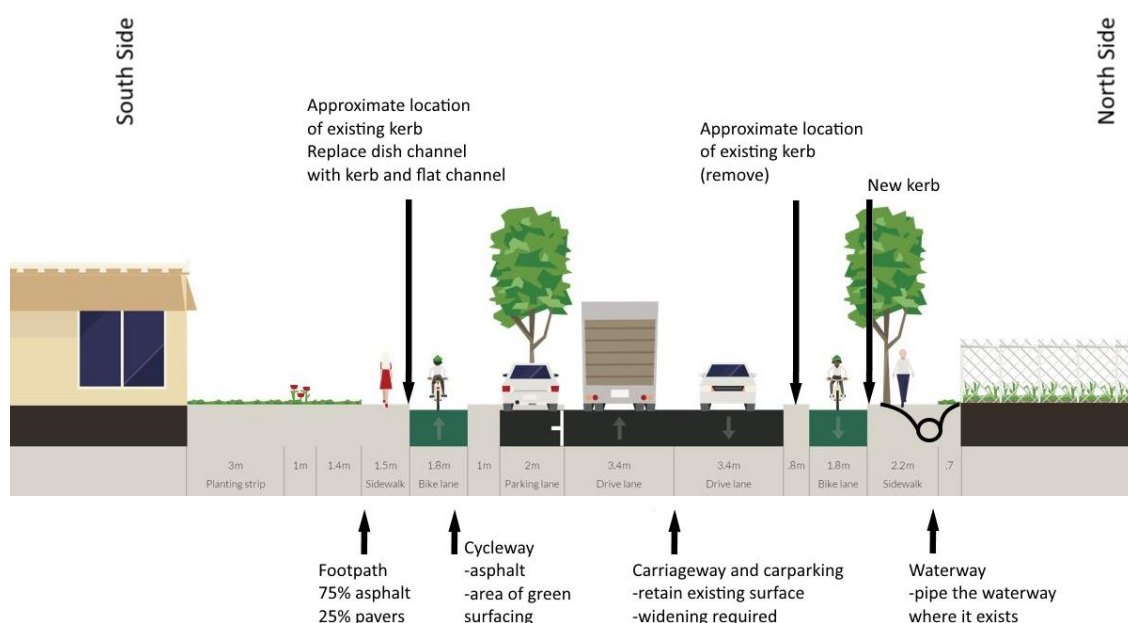 South Side
North Side
Approximate location
of existing kerb
Replace dish channel
with kerb and flat channel
Approximate location
of existing kerb
(remove)
New kerb
3m
Planting strip
1m
1.4m
1.5m
Sidewalk
1.8m
Bike lane
1m
2m
Parking lane
3.4m
Drive lane
3.4m
Drive lane
.8m
1.8m
Bike lane
2.2m
Sidewalk
.7
Footpath
75% asphalt
25% pavers
Cycleway
-asphalt
-area of green
surfacing
Carriageway and carparking
-retain existing surface
-widening required
Waterway
-pipe the waterway
where it exists